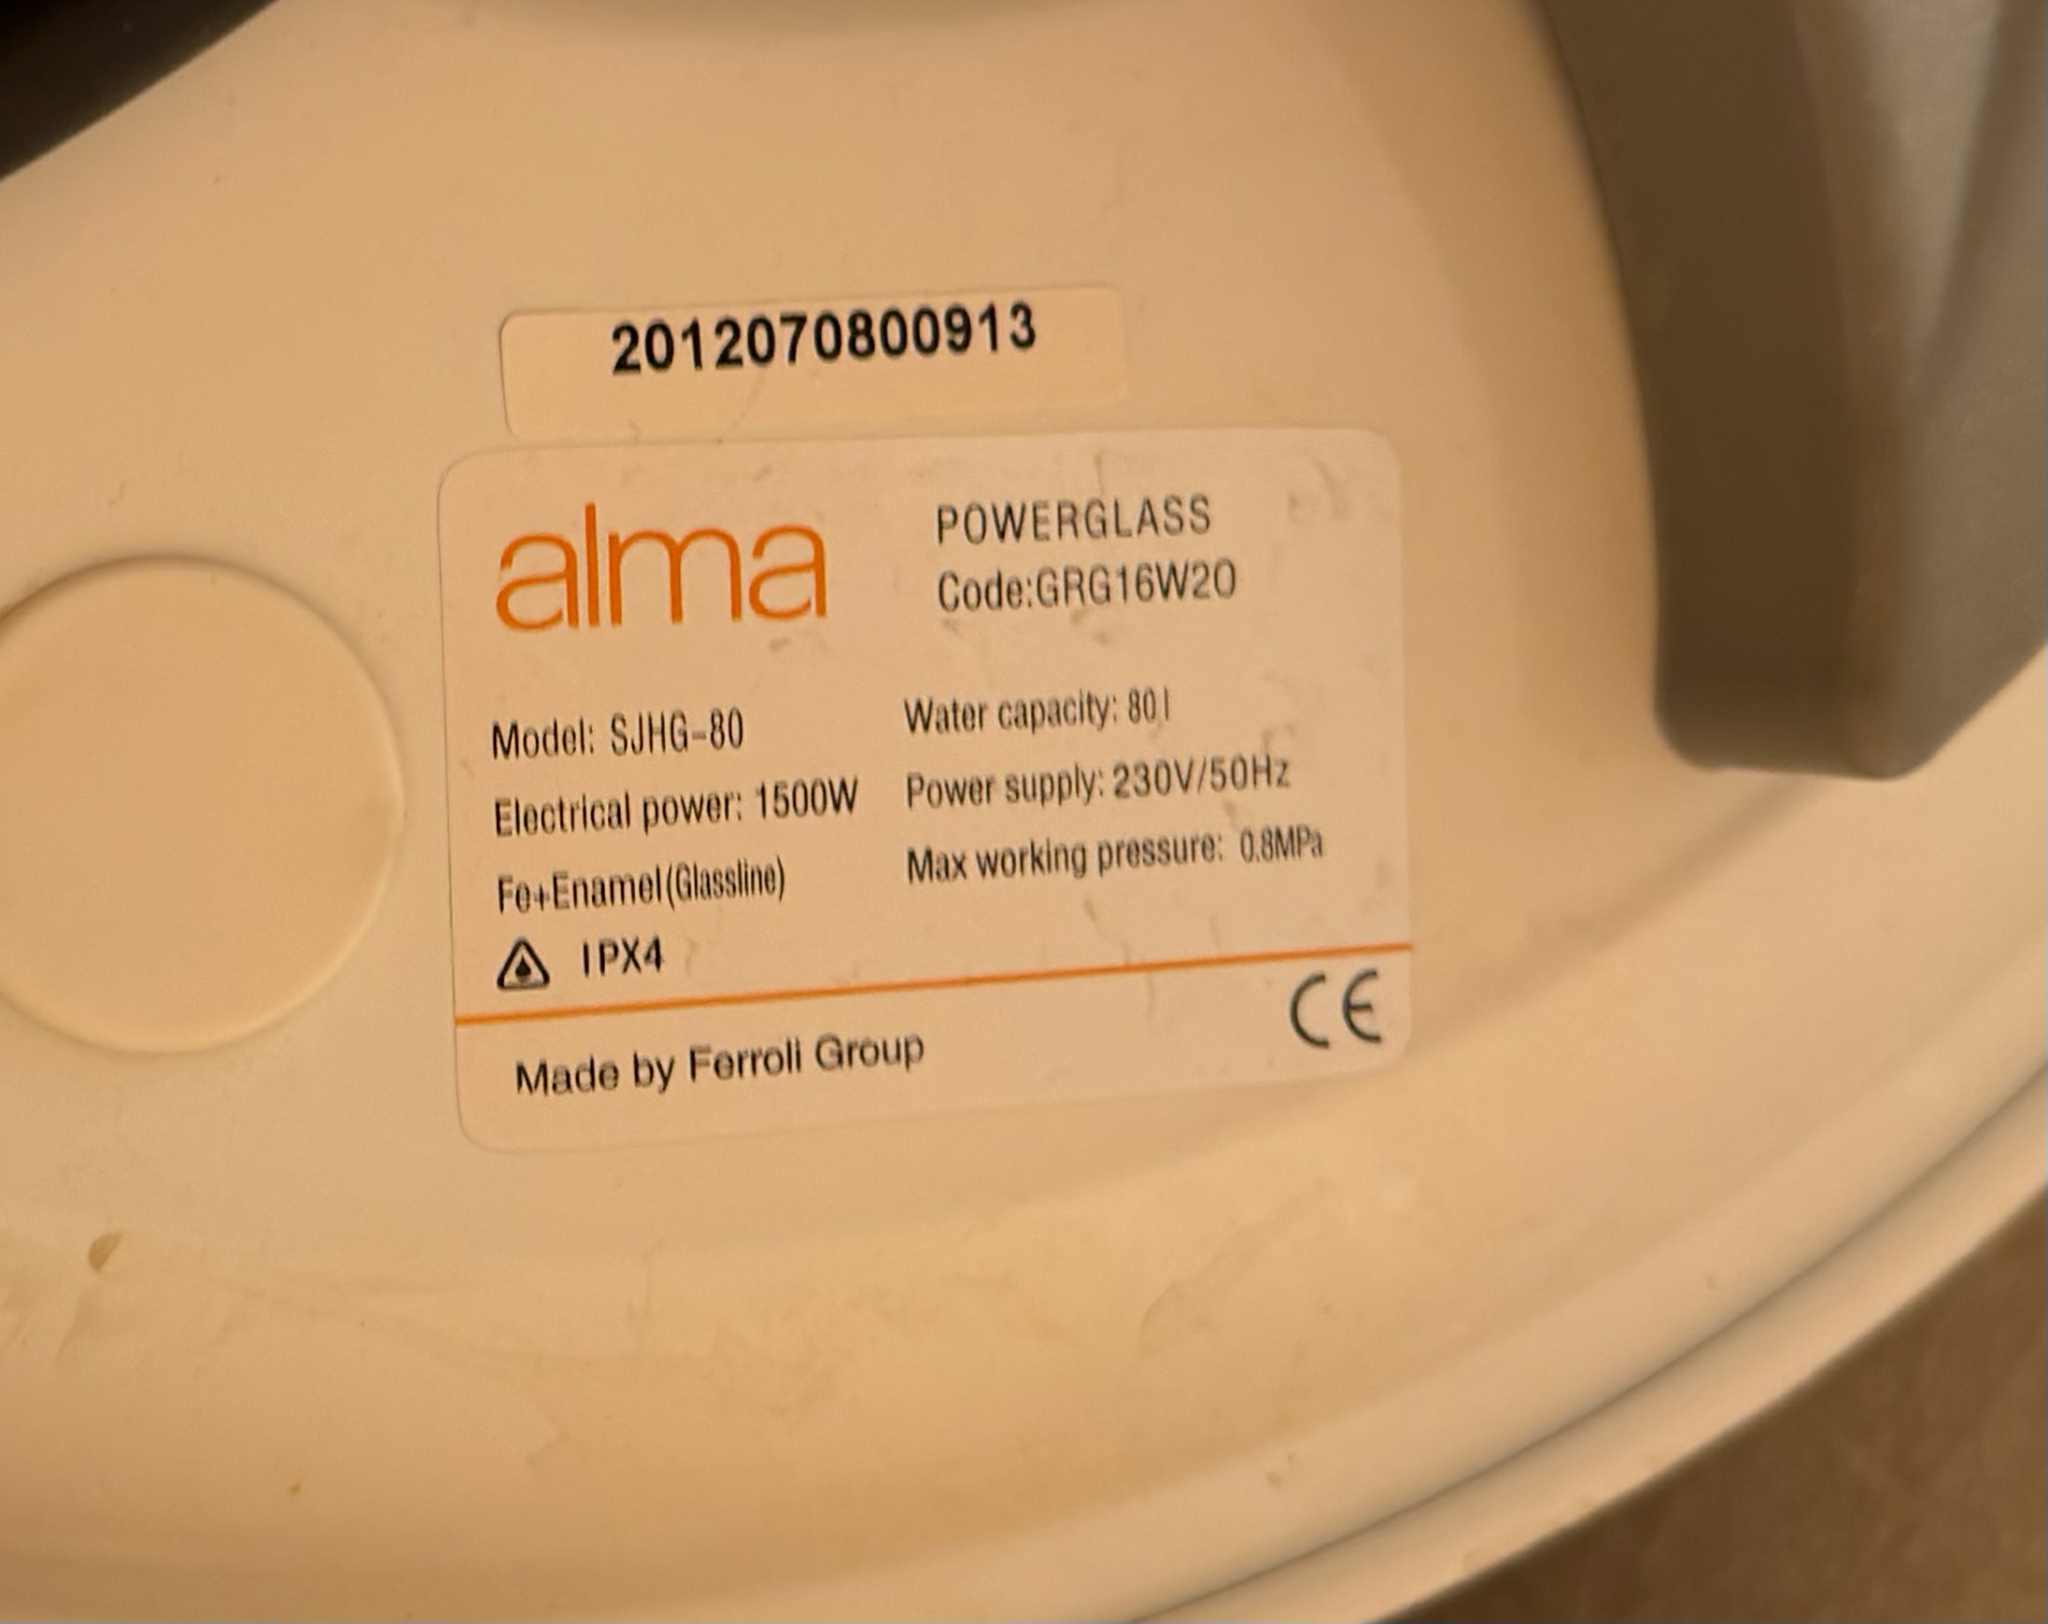 2012070800913
alma
POWERGLASS
Code:GRG16W20
Model: SJHG-80
Water capacity: 80 l
Electrical power: 1500W
Power supply: 230V/50Hz
Fe+Enamel(Glassline)
Max working pressure: 0.8MPa
IPX4
CE
Made by Ferroli Group